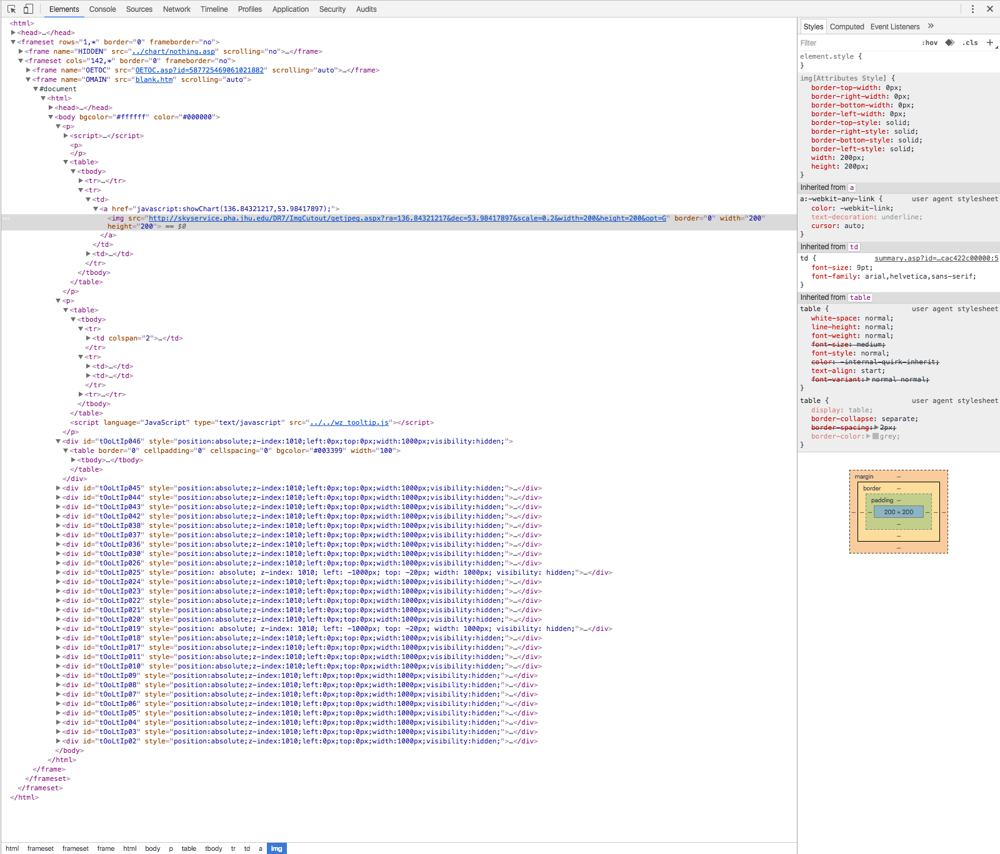 Elements Console Sources Network Timeline Profiles Application Security Audits
<html>
<head>…</head>
<frameset rows="1,*" border="0" frameborder="no">
<frame name="HIDDEN" src="../chart/nothing.asp" scrolling="no">…</frame>
<frameset cols="142,*" border="0" frameborder="no">
<frame name="OETOC" src="OETOC.asp?id=587725469061021882" scrolling="auto">…</frame>
<frame name="OMAIN" src="blank.htm" scrolling="auto">
#document
<html>
<head>…</head>
<body bgcolor="#ffffff" color="#000000">
<p>
<script>…</script>
<p>
</p>
<table>
<tbody>
<tr>…</tr>
<tr>
<td>
<a href="javascript:showChart(136.84321217,53.98417897);">
<img src="http://skyservice.pha.jhu.edu/DR7/ImgCutout/getjpeg.aspx?ra=136.84321217&dec=53.98417897&scale=0.2&width=200&height=200&opt=G" border="0" width="200"
height="200"> == $0
</a>
</td>
<td>…</td>
</tr>
</tbody>
</table>
</p>
<p>
<table>
<tbody>
<tr>
<td colspan="2">…</td>
</tr>
<tr>
<td>…</td>
<td>…</td>
</tr>
<tr>…</tr>
</tbody>
</table>
<script language="JavaScript" type="text/javascript" src="../../wz_tooltip.js"></script>
</p>
<div id="tOoLtIp046" style="position:absolute;z-index:1010;left:0px;top:0px;width:1000px;visibility:hidden;">
<table border="0" cellpadding="0" cellspacing="0" bgcolor="#003399" width="100">
<tbody>…</tbody>
</table>
</div>
<div id="tOoLtIp045" style="position:absolute;z-index:1010;left:0px;top:0px;width:1000px;visibility:hidden;">…</div>
<div id="tOoLtIp044" style="position:absolute;z-index:1010;left:0px;top:0px;width:1000px;visibility:hidden;">…</div>
<div id="tOoLtIp043" style="position:absolute;z-index:1010;left:0px;top:0px;width:1000px;visibility:hidden;">…</div>
<div id="tOoLtIp042" style="position:absolute;z-index:1010;left:0px;top:0px;width:1000px;visibility:hidden;">…</div>
<div id="tOoLtIp038" style="position:absolute;z-index:1010;left:0px;top:0px;width:1000px;visibility:hidden;">…</div>
<div id="tOoLtIp037" style="position:absolute;z-index:1010;left:0px;top:0px;width:1000px;visibility:hidden;">…</div>
<div id="tOoLtIp036" style="position:absolute;z-index:1010;left:0px;top:0px;width:1000px;visibility:hidden;">…</div>
<div id="tOoLtIp030" style="position:absolute;z-index:1010;left:0px;top:0px;width:1000px;visibility:hidden;">…</div>
<div id="tOoLtIp026" style="position:absolute;z-index:1010;left:0px;top:0px;width:1000px;visibility:hidden;">…</div>
<div id="tOoLtIp025" style="position: absolute; z-index: 1010; left: -1000px; top: -20px; width: 1000px; visibility: hidden;">…</div>
<div id="tOoLtIp024" style="position:absolute;z-index:1010;left:0px;top:0px;width:1000px;visibility:hidden;">…</div>
<div id="tOoLtIp023" style="position:absolute;z-index:1010;left:0px;top:0px;width:1000px;visibility:hidden;">…</div>
<div id="tOoLtIp022" style="position:absolute;z-index:1010;left:0px;top:0px;width:1000px;visibility:hidden;">…</div>
<div id="tOoLtIp021" style="position:absolute;z-index:1010;left:0px;top:0px;width:1000px;visibility:hidden;">…</div>
<div id="tOoLtIp020" style="position:absolute;z-index:1010;left:0px;top:0px;width:1000px;visibility:hidden;">…</div>
<div id="tOoLtIp019" style="position: absolute; z-index: 1010; left: -1000px; top: -20px; width: 1000px; visibility: hidden;">…</div>
<div id="tOoLtIp018" style="position:absolute;z-index:1010;left:0px;top:0px;width:1000px;visibility:hidden;">…</div>
<div id="tOoLtIp017" style="position:absolute;z-index:1010;left:0px;top:0px;width:1000px;visibility:hidden;">…</div>
<div id="tOoLtIp011" style="position:absolute;z-index:1010;left:0px;top:0px;width:1000px;visibility:hidden;">…</div>
<div id="tOoLtIp010" style="position:absolute;z-index:1010;left:0px;top:0px;width:1000px;visibility:hidden;">…</div>
<div id="tOoLtIp09" style="position:absolute;z-index:1010;left:0px;top:0px;width:1000px;visibility:hidden;">…</div>
<div id="tOoLtIp08" style="position:absolute;z-index:1010;left:0px;top:0px;width:1000px;visibility:hidden;">…</div>
<div id="tOoLtIp07" style="position:absolute;z-index:1010;left:0px;top:0px;width:1000px;visibility:hidden;">…</div>
<div id="tOoLtIp06" style="position:absolute;z-index:1010;left:0px;top:0px;width:1000px;visibility:hidden;">…</div>
<div id="tOoLtIp05" style="position:absolute;z-index:1010;left:0px;top:0px;width:1000px;visibility:hidden;">…</div>
<div id="tOoLtIp04" style="position:absolute;z-index:1010;left:0px;top:0px;width:1000px;visibility:hidden;">…</div>
<div id="tOoLtIp03" style="position:absolute;z-index:1010;left:0px;top:0px;width:1000px;visibility:hidden;">…</div>
<div id="tOoLtIp02" style="position:absolute;z-index:1010;left:0px;top:0px;width:1000px;visibility:hidden;">…</div>
</body>
</html>
</frame>
</frameset>
</frameset>
</html>
html frameset frameset frame html body p table tbody tr td a img
Styles Computed Event Listeners »
Filter :hov .cls +
element.style {
}
img[Attributes Style] {
border-top-width: 0px;
border-right-width: 0px;
border-bottom-width: 0px;
border-left-width: 0px;
border-top-style: solid;
border-right-style: solid;
border-bottom-style: solid;
border-left-style: solid;
width: 200px;
height: 200px;
}
Inherited from a
a:-webkit-any-link { user agent stylesheet
color: -webkit-link;
text-decoration: underline;
cursor: auto;
}
Inherited from td
td { summary.asp?id=…cac422c00000:5
font-size: 9pt;
font-family: arial,helvetica,sans-serif;
}
Inherited from table
table { user agent stylesheet
white-space: normal;
line-height: normal;
font-weight: normal;
font-size: medium;
font-style: normal;
color: -internal-quirk-inherit;
text-align: start;
font-variant: normal normal;
}
table { user agent stylesheet
display: table;
border-collapse: separate;
border-spacing: 2px;
border-color: grey;
}
margin –
border –
padding –
– – – 200 × 200 – – –
–
–
–